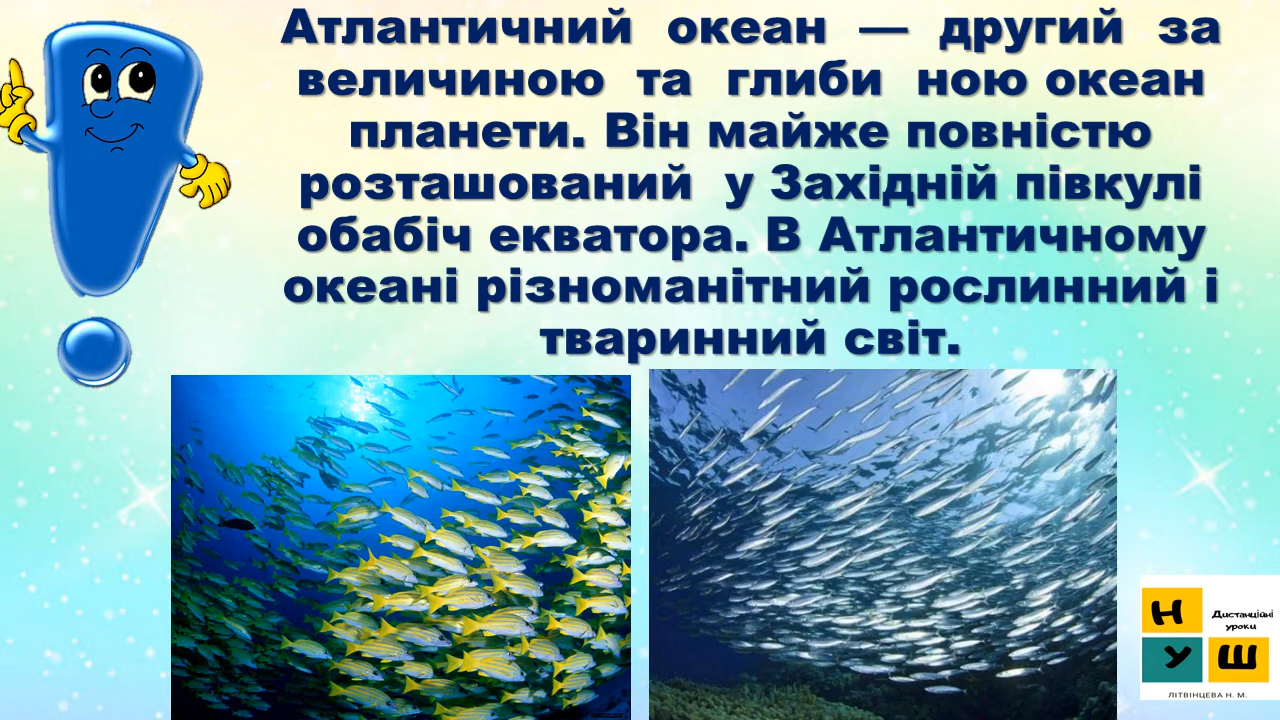 Атлантичний океан — другий за
величиною та глиби ною океан
планети. Він майже повністю
розташований у Західній півкулі
обабіч екватора. В Атлантичному
океані різноманітний рослинний і
тваринний світ.
Н
Дистанційні
уроки
У Ш
ЛІТВІНЦЕВА Н. М.